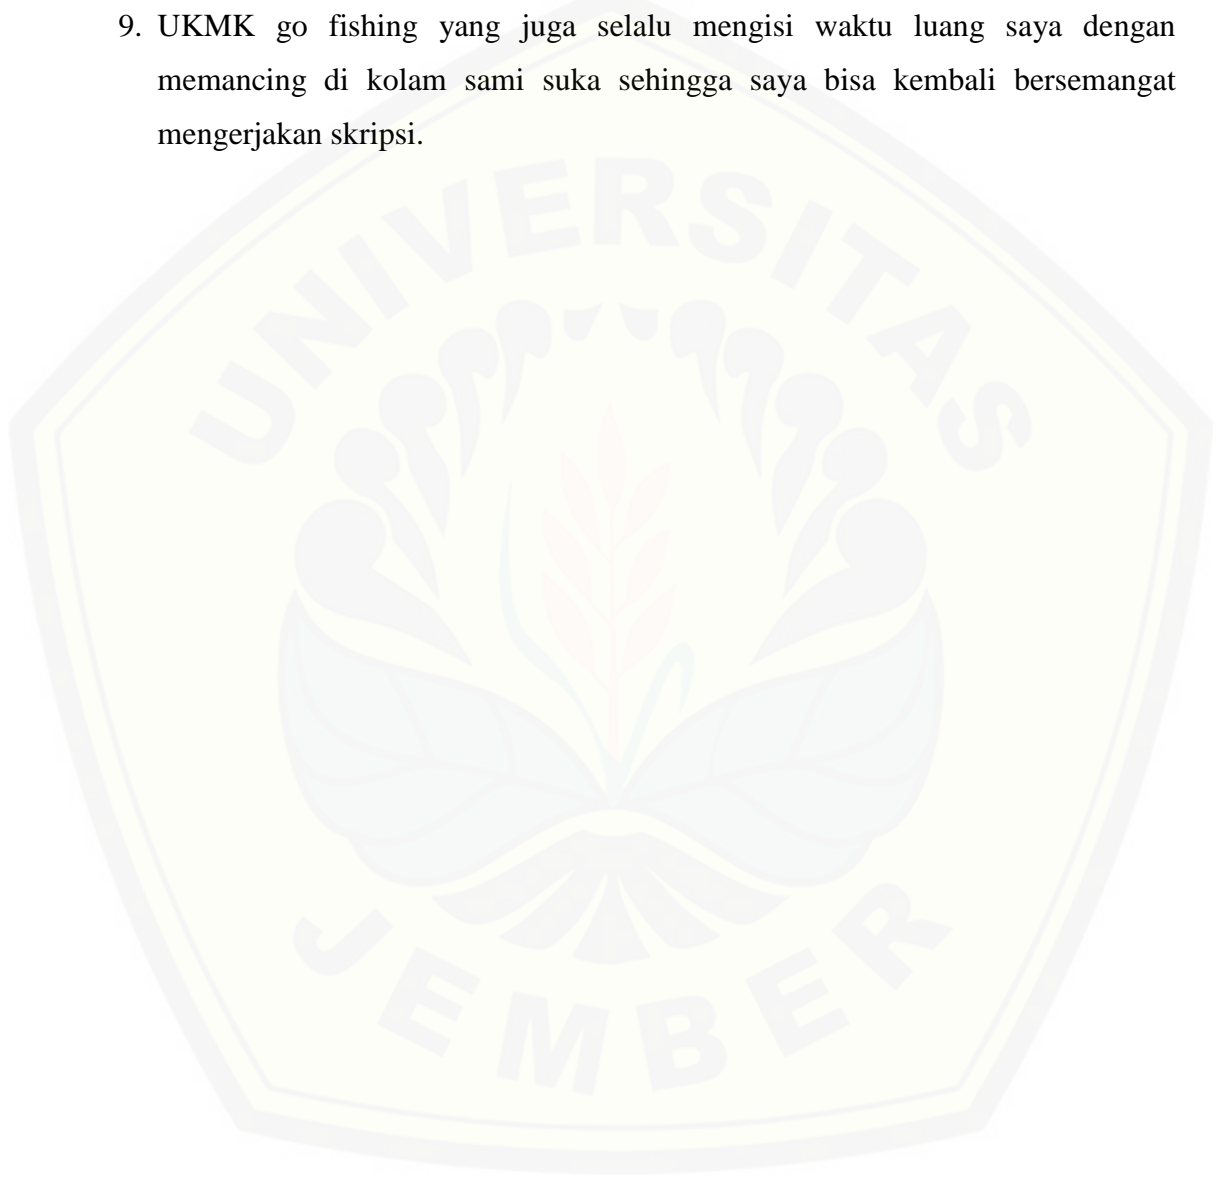 9. UKMK go fishing yang juga selalu mengisi waktu luang saya dengan
memancing di kolam sami suka sehingga saya bisa kembali bersemangat
mengerjakan skripsi.
UNIVERSITAS
JEMBER